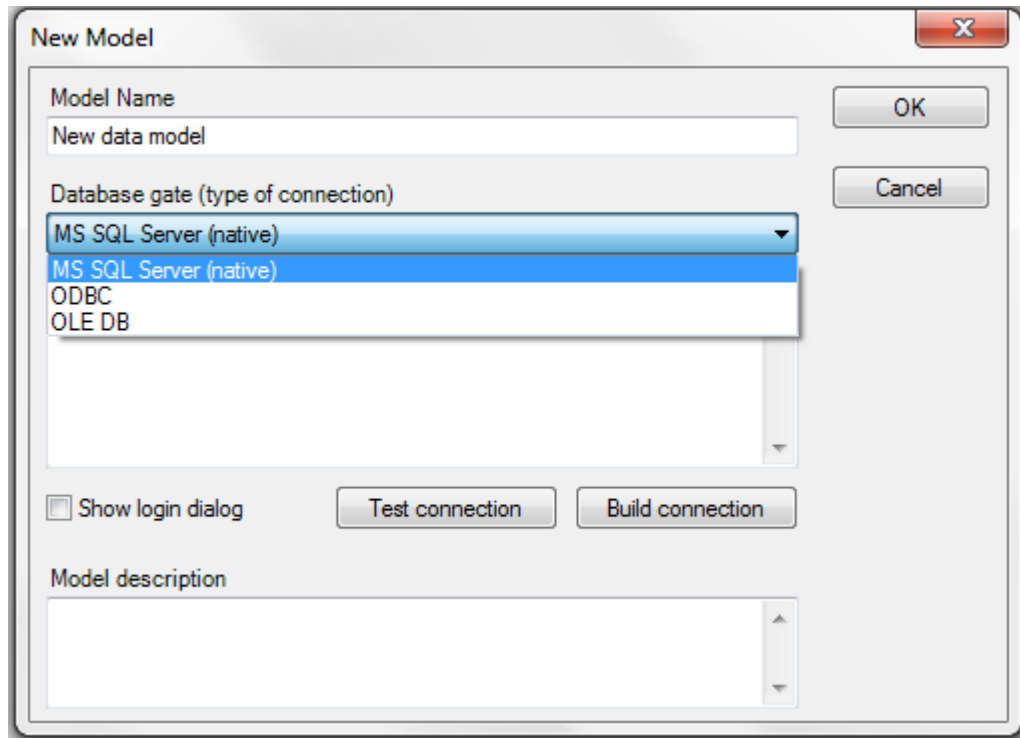 New Model
Model Name
OK
New data model
Database gate (type of connection)
Cancel
MS SQL Server (native)
MS SQL Server (native)
ODBC
OLE DB
Show login dialog
Test connection
Build connection
Model description